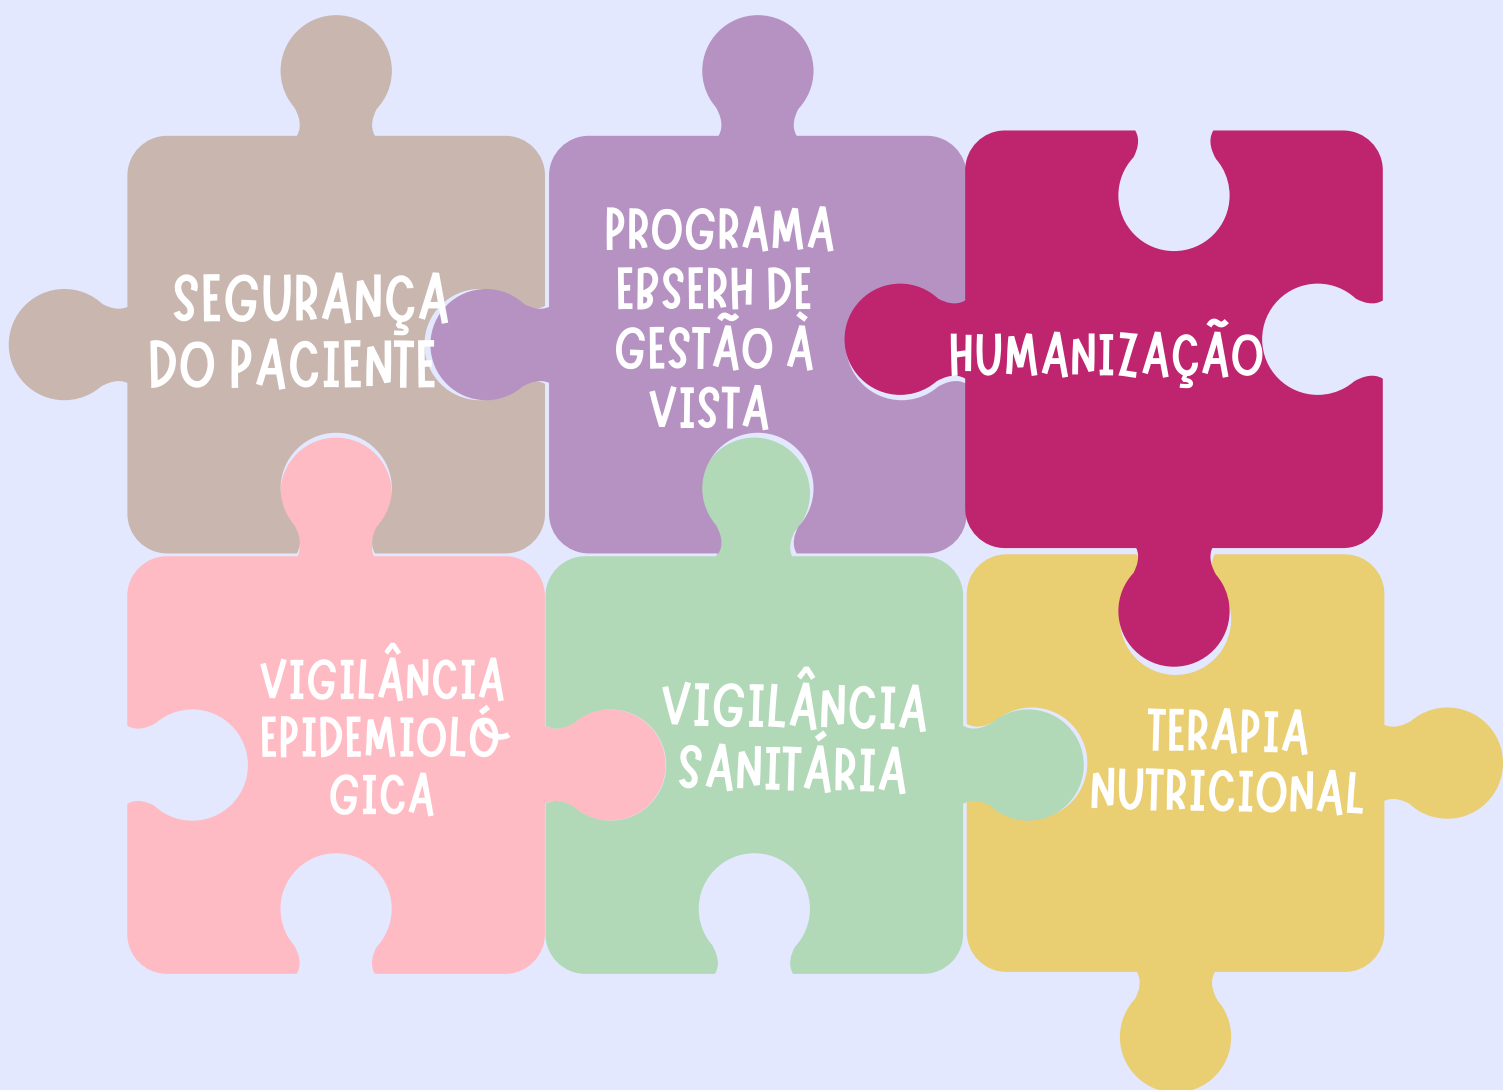 SEGURANÇA
DO PACIENTE
PROGRAMA
EBSERH DE
GESTÃO À
VISTA
HUMANIZAÇÃO
VIGILÂNCIA
EPIDEMIOLÓ
GICA
VIGILÂNCIA
SANITÁRIA
TERAPIA
NUTRICIONAL